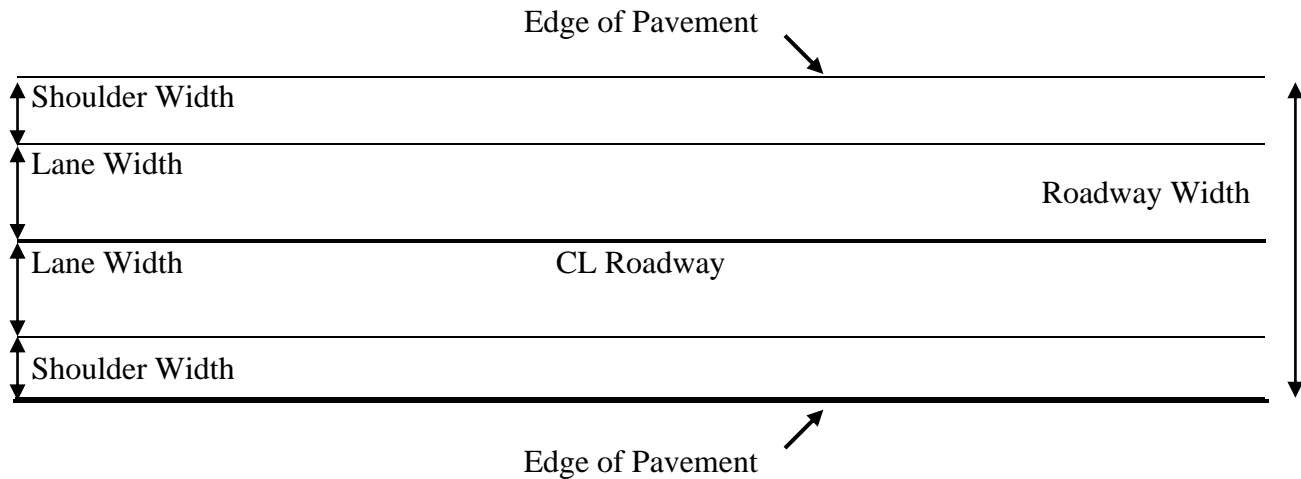 Edge of Pavement
Shoulder Width
Lane Width
Roadway Width
Lane Width
CL Roadway
Shoulder Width
Edge of Pavement